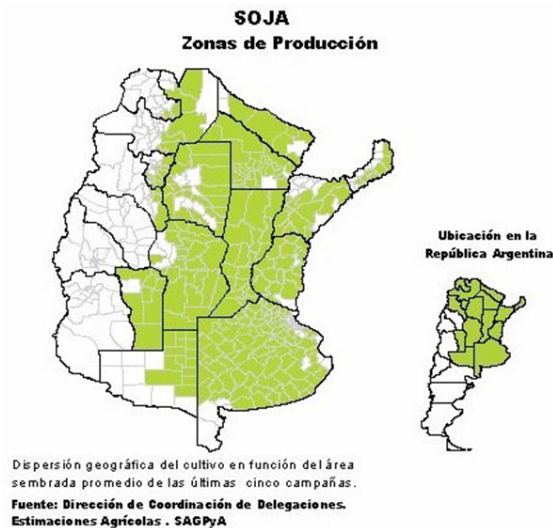 SOJA
Zonas de Producción
Ubicación en la
República Argentina
Dispersión geográfica del cultivo en función del área
sembrada promedio de las últimas cinco campañas.
Fuente: Dirección de Coordinación de Delegaciones.
Estimaciones Agrícolas . SAGPyA